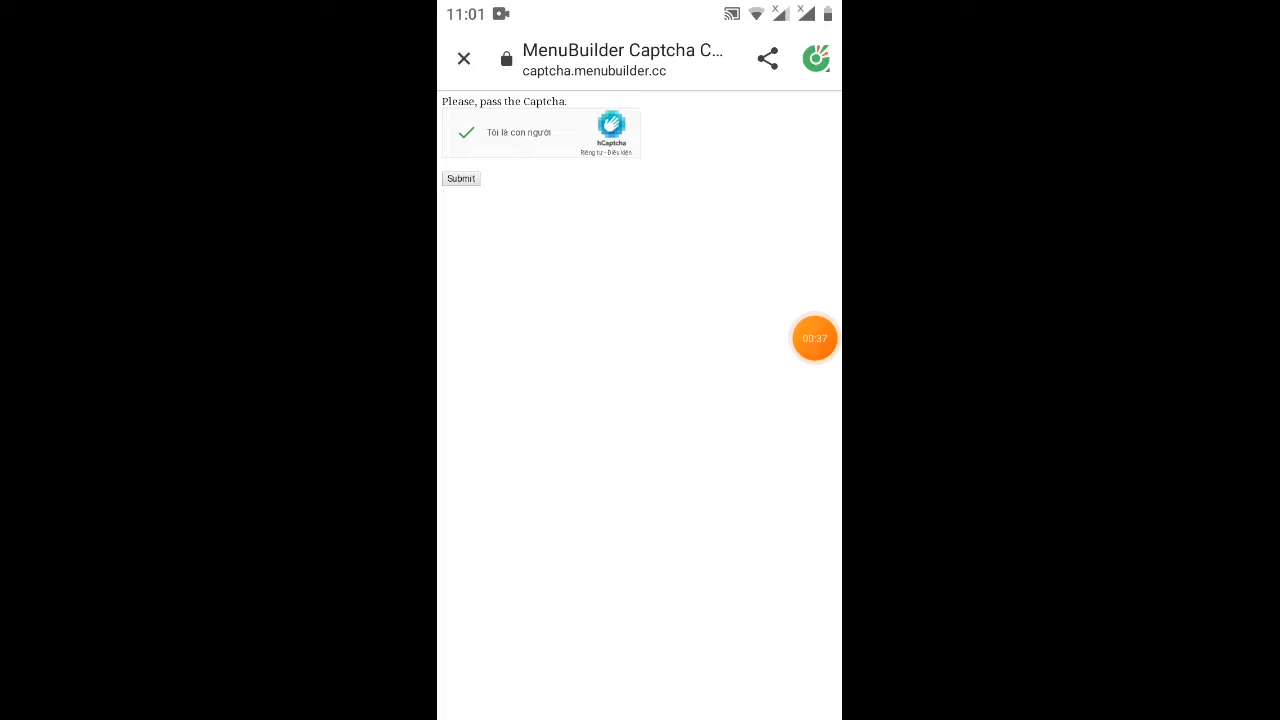 11:01
MenuBuilder Captcha C...
captcha.menubuilder.cc
Please, pass the Captcha.
Tôi là con người
hCaptcha
Riêng tư - Điều kiện
Submit
00:37